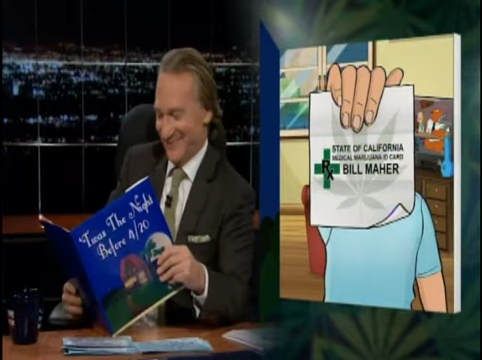 'Twas The Night
Before 4/20
STATE OF CALIFORNIA
MEDICAL MARIJUANA ID CARD
Rx BILL MAHER